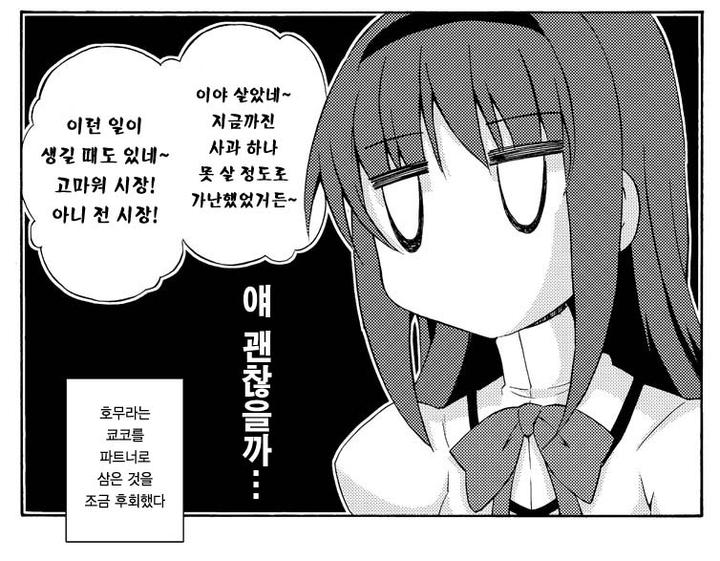 이야 살았네~
지금까진
사과 하나
못 살 정도로
가난했었거든~
이런 일이
생길 때도 있네~
고마워 시장!
아니 전 시장!
얘 괜찮을까…
호무라는
쿄코를
파트너로
삼은 것을
조금 후회했다